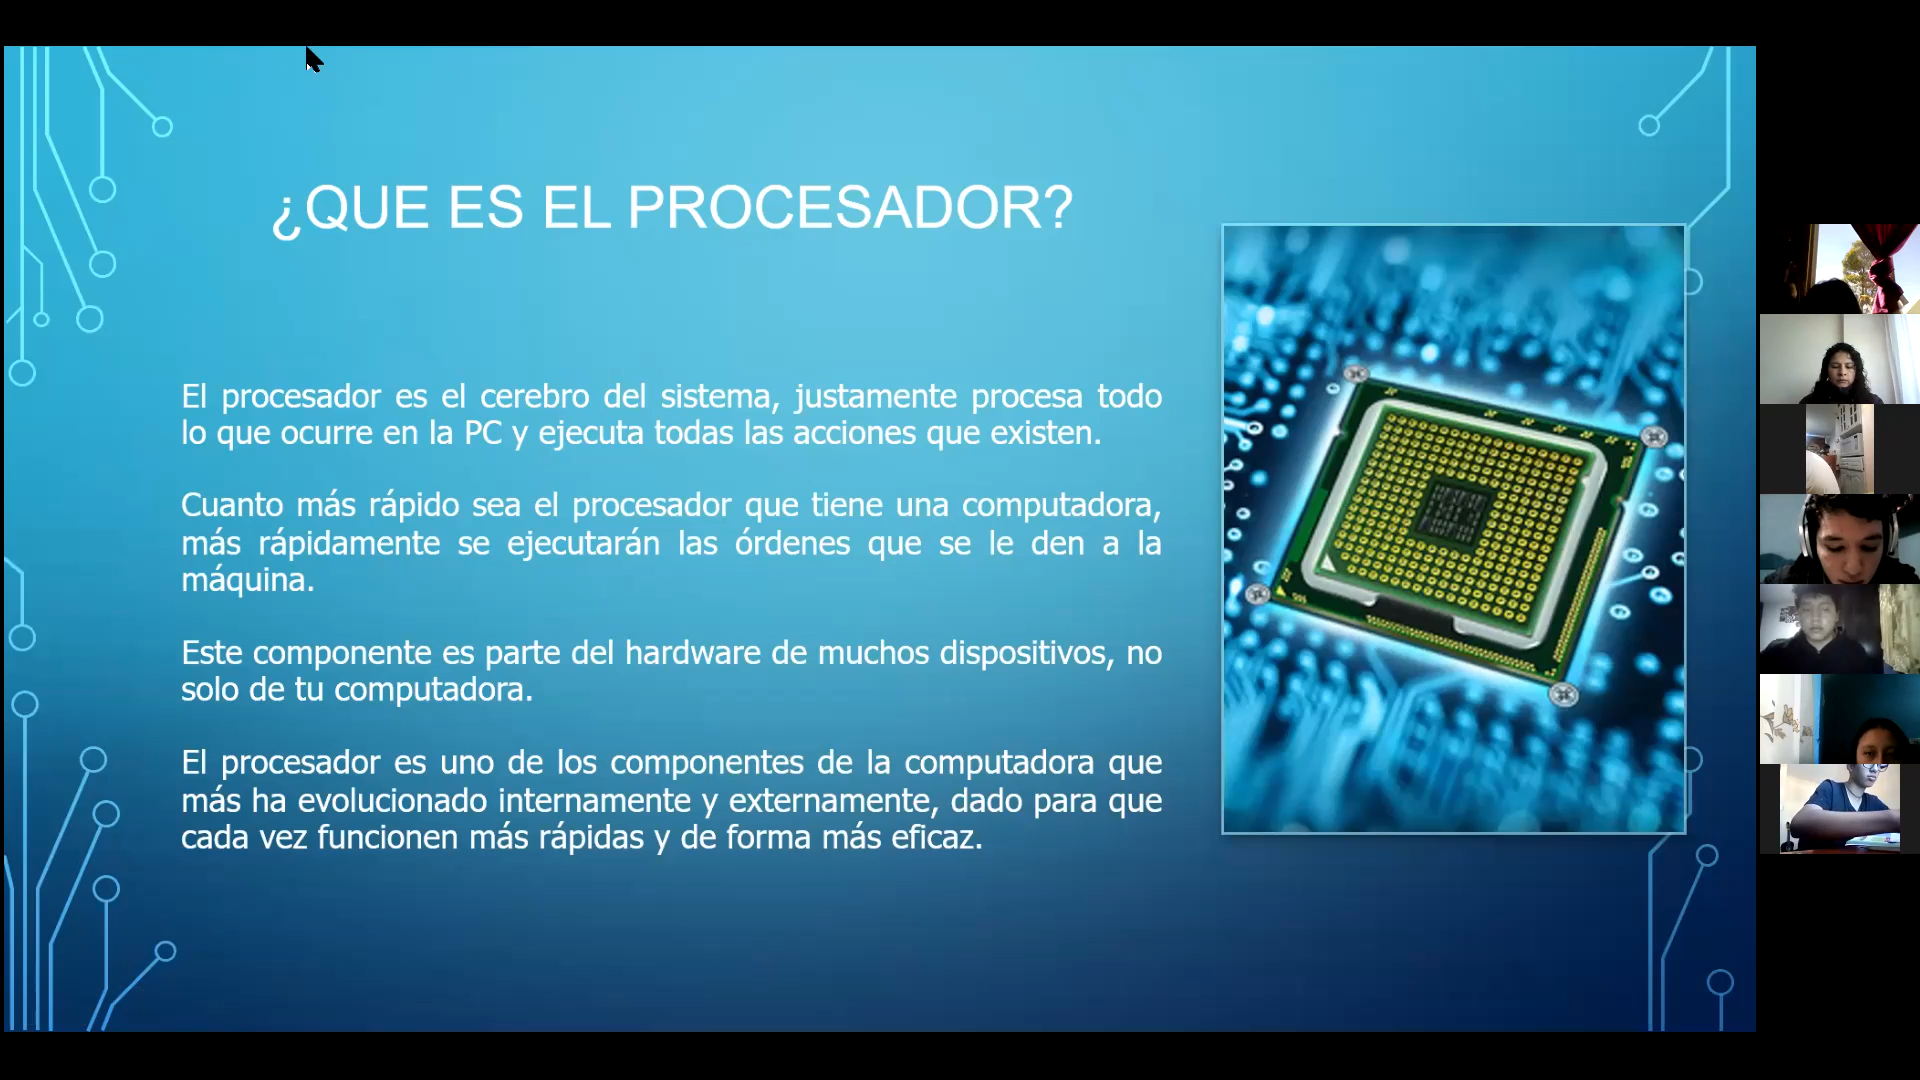 ¿QUE ES EL PROCESADOR?
El procesador es el cerebro del sistema, justamente procesa todo
lo que ocurre en la PC y ejecuta todas las acciones que existen.
Cuanto más rápido sea el procesador que tiene una computadora,
más rápidamente se ejecutarán las órdenes que se le den a la
máquina.
Este componente es parte del hardware de muchos dispositivos, no
solo de tu computadora.
El procesador es uno de los componentes de la computadora que
más ha evolucionado internamente y externamente, dado para que
cada vez funcionen más rápidas y de forma más eficaz.